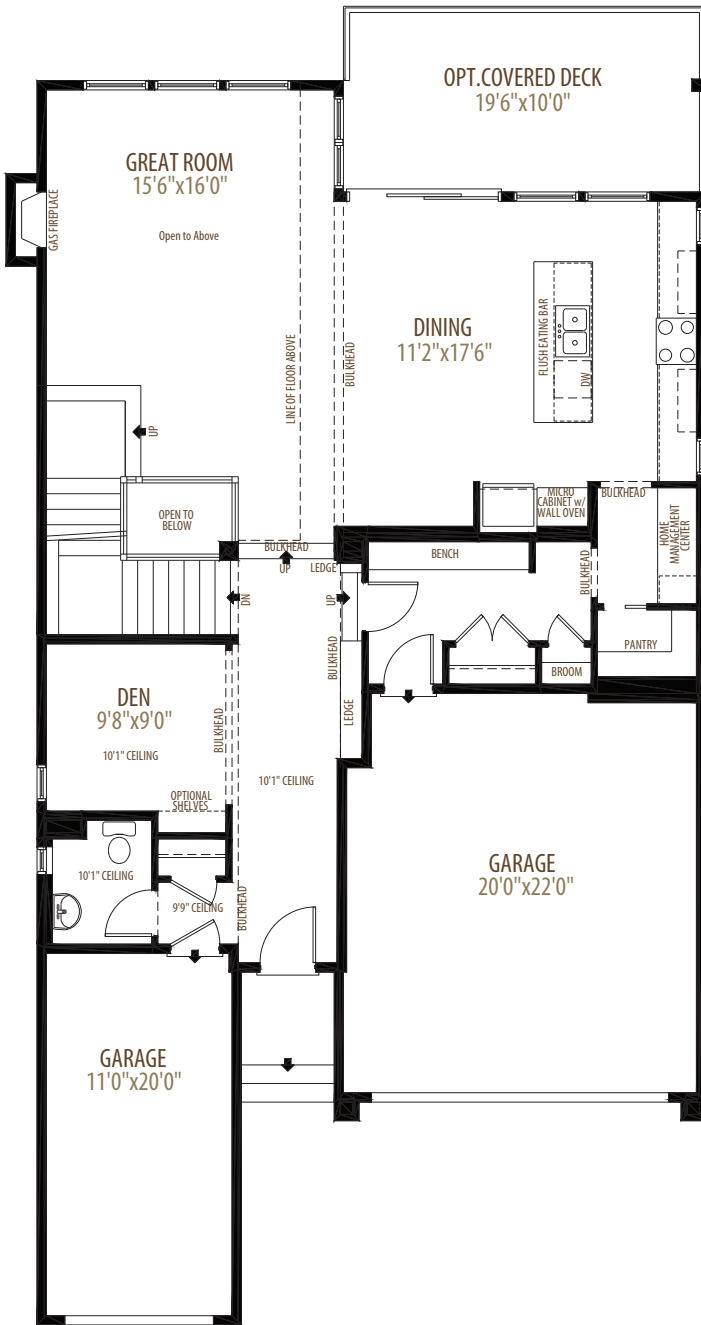 OPT.COVERED DECK
19'6"x10'0"
GREAT ROOM
15'6"x16'0"
GAS FIREPLACE
Open to Above
LINE OF FLOOR ABOVE
BULKHEAD
DINING
11'2"x17'6"
FLUSH EATING BAR
DW
UP
OPEN TO
BELOW
MICRO
CABINET w/
WALL OVEN
BULKHEAD
HOME
MANAGEMENT
CENTER
BULKHEAD
UP
LEDGE
BENCH
BULKHEAD
DN
UP
PANTRY
BROOM
BULKHEAD
LEDGE
DEN
9'8"x9'0"
10'1" CEILING
BULKHEAD
OPTIONAL
SHELVES
10'1" CEILING
10'1" CEILING
9'9" CEILING
BULKHEAD
GARAGE
20'0"x22'0"
GARAGE
11'0"x20'0"